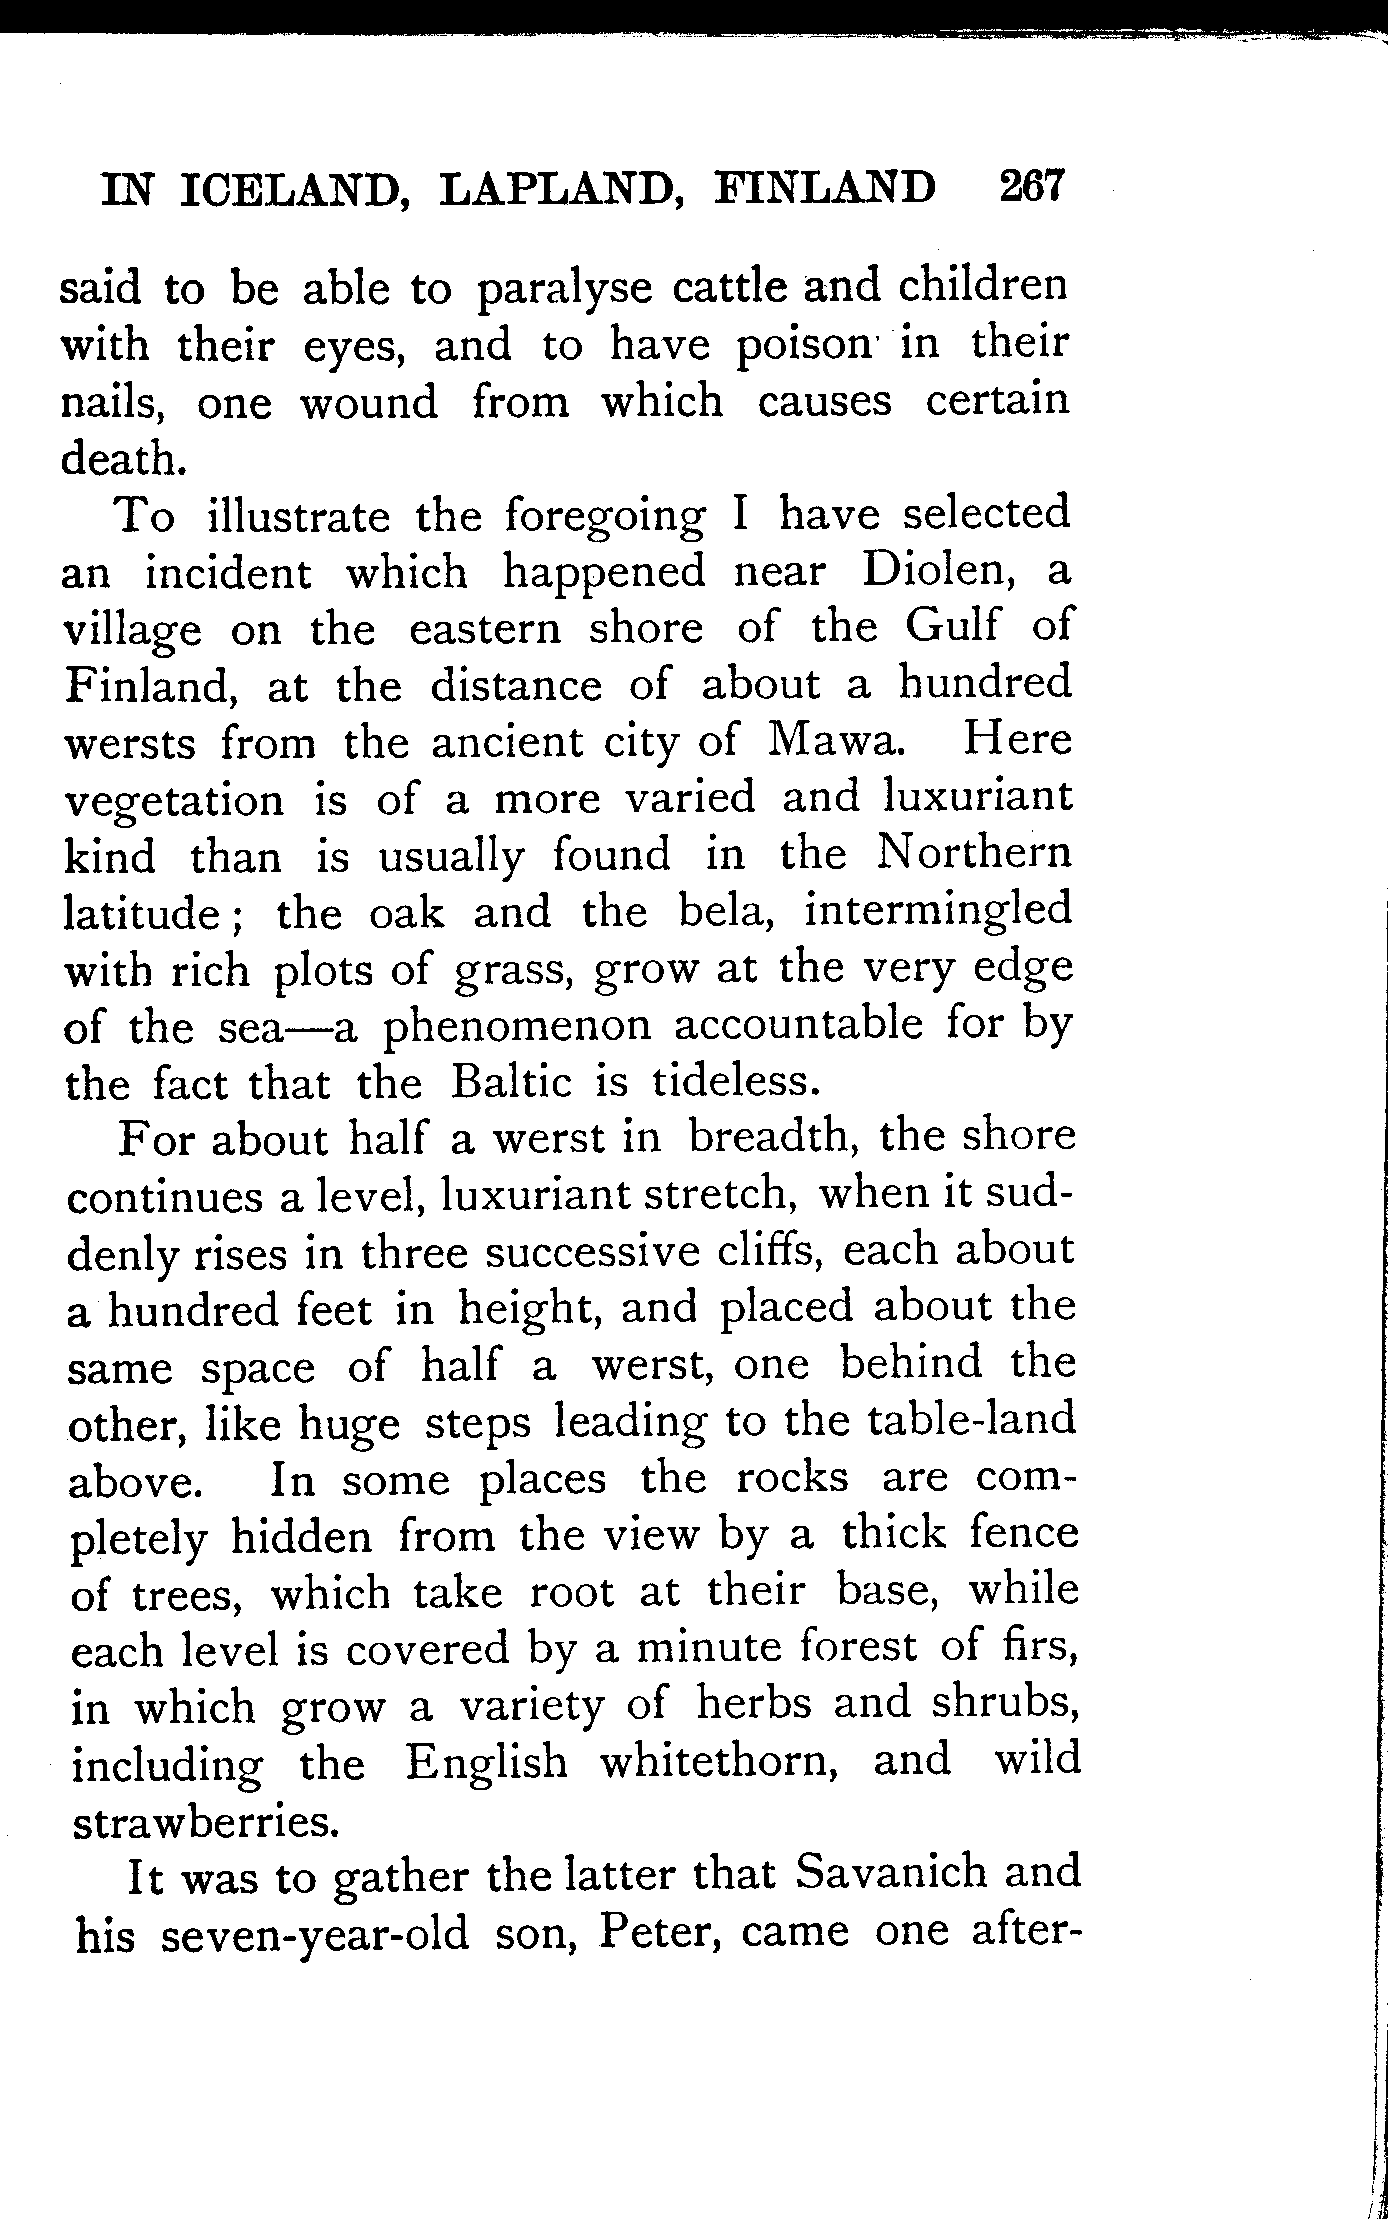 IN ICELAND, LAPLAND, FINLAND 267
said to be able to paralyse cattle and children
with their eyes, and to have poison in their
nails, one wound from which causes certain
death.
To illustrate the foregoing I have selected
an incident which happened near Diolen, a
village on the eastern shore of the Gulf of
Finland, at the distance of about a hundred
wersts from the ancient city of Mawa. Here
vegetation is of a more varied and luxuriant
kind than is usually found in the Northern
latitude ; the oak and the bela, intermingled
with rich plots of grass, grow at the very edge
of the sea—a phenomenon accountable for by
the fact that the Baltic is tideless.
For about half a werst in breadth, the shore
continues a level, luxuriant stretch, when it sud-
denly rises in three successive cliffs, each about
a hundred feet in height, and placed about the
same space of half a werst, one behind the
other, like huge steps leading to the table-land
above. In some places the rocks are com-
pletely hidden from the view by a thick fence
of trees, which take root at their base, while
each level is covered by a minute forest of firs,
in which grow a variety of herbs and shrubs,
including the English whitethorn, and wild
strawberries.
It was to gather the latter that Savanich and
his seven-year-old son, Peter, came one after-